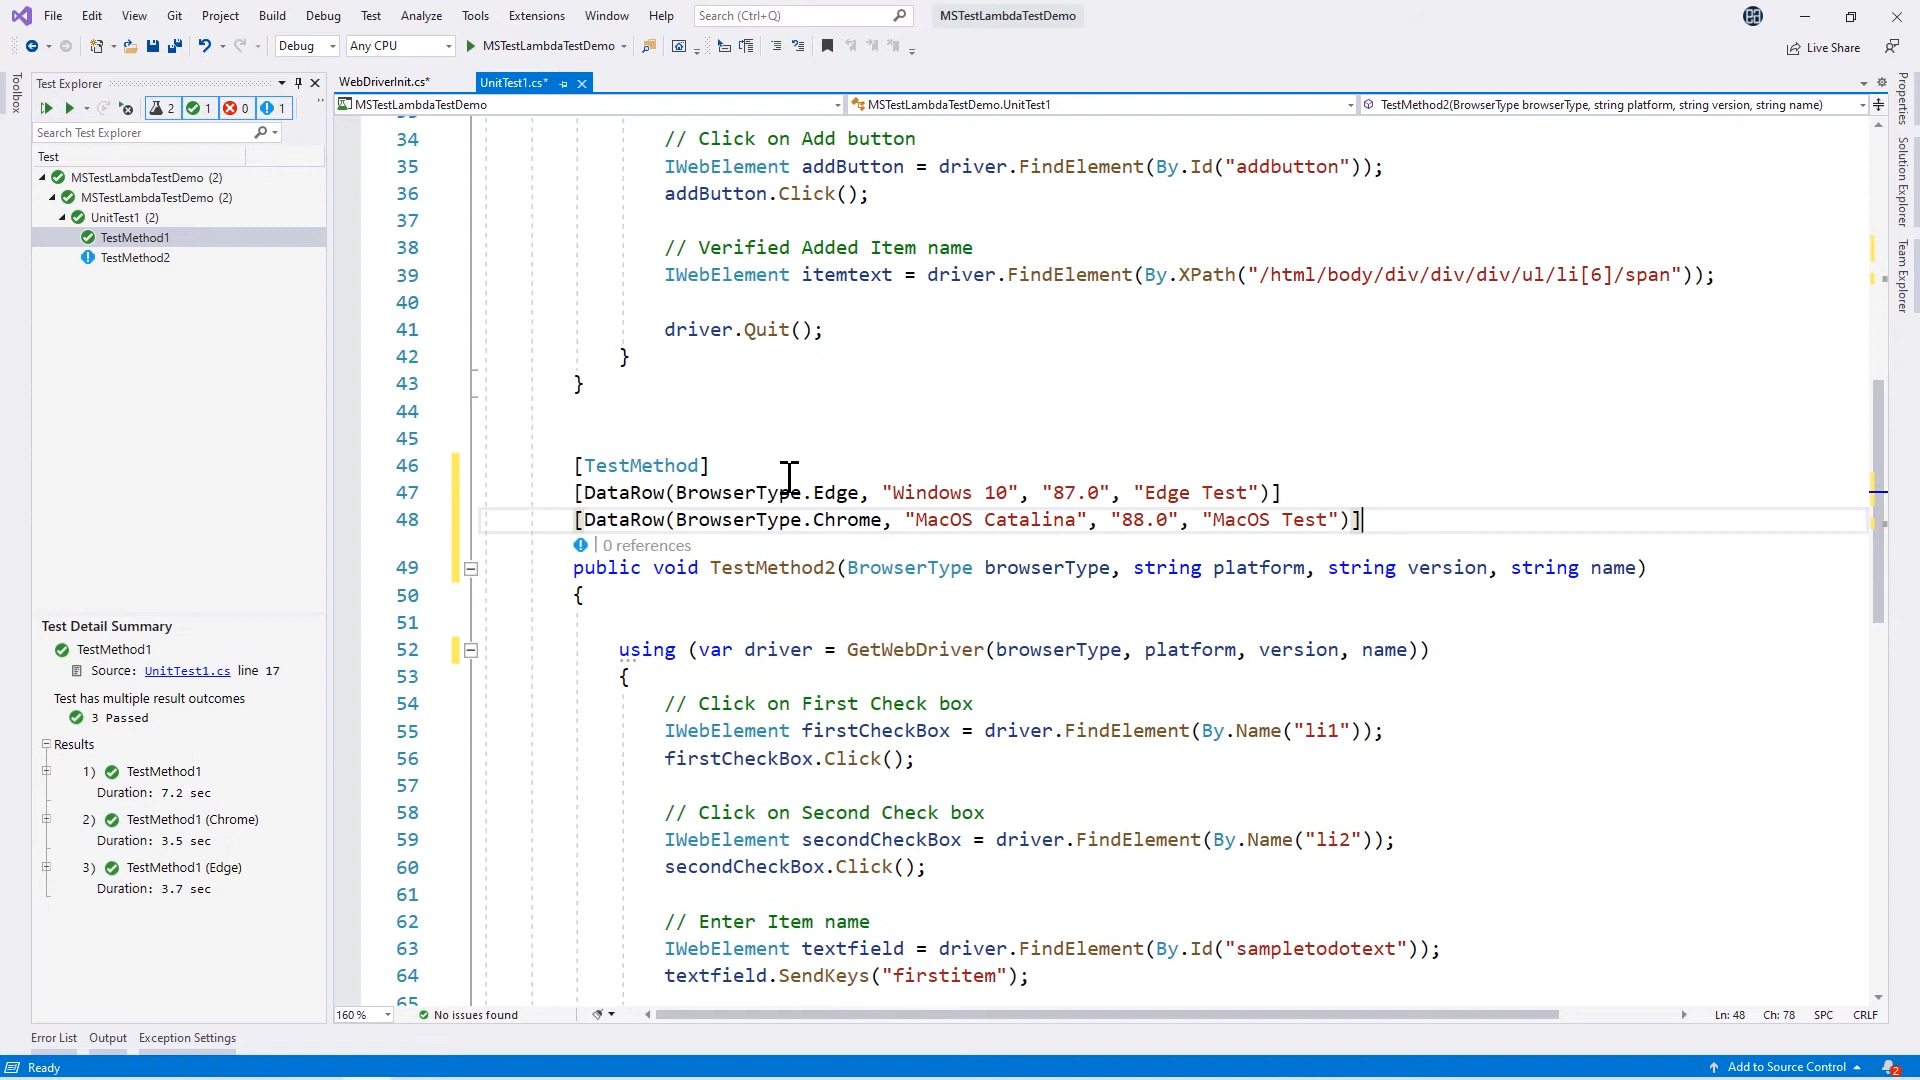 File Edit View Git Project Build Debug Test Analyze Tools Extensions Window Help Search (Ctrl+Q) MSTestLambdaTestDemo
Debug Any CPU MSTestLambdaTestDemo Live Share
Toolbox
Test Explorer
2 1 0 1
Search Test Explorer
Test
MSTestLambdaTestDemo (2)
MSTestLambdaTestDemo (2)
UnitTest1 (2)
TestMethod1
TestMethod2
Test Detail Summary
TestMethod1
Source: UnitTest1.cs line 17
Test has multiple result outcomes
3 Passed
Results
1) TestMethod1
Duration: 7.2 sec
2) TestMethod1 (Chrome)
Duration: 3.5 sec
3) TestMethod1 (Edge)
Duration: 3.7 sec
WebDriverInit.cs* UnitTest1.cs*
MSTestLambdaTestDemo MSTestLambdaTestDemo.UnitTest1 TestMethod2(BrowserType browserType, string platform, string version, string name)
34 // Click on Add button
35 IWebElement addButton = driver.FindElement(By.Id("addbutton"));
36 addButton.Click();
37
38 // Verified Added Item name
39 IWebElement itemtext = driver.FindElement(By.XPath("/html/body/div/div/div/ul/li[6]/span"));
40
41 driver.Quit();
42 }
43 }
44
45
46 [TestMethod]
47 [DataRow(BrowserType.Edge, "Windows 10", "87.0", "Edge Test")]
48 [DataRow(BrowserType.Chrome, "MacOS Catalina", "88.0", "MacOS Test")]
0 references
49 public void TestMethod2(BrowserType browserType, string platform, string version, string name)
50 {
51
52 using (var driver = GetWebDriver(browserType, platform, version, name))
53 {
54 // Click on First Check box
55 IWebElement firstCheckBox = driver.FindElement(By.Name("li1"));
56 firstCheckBox.Click();
57
58 // Click on Second Check box
59 IWebElement secondCheckBox = driver.FindElement(By.Name("li2"));
60 secondCheckBox.Click();
61
62 // Enter Item name
63 IWebElement textfield = driver.FindElement(By.Id("sampletodotext"));
64 textfield.SendKeys("firstitem");
65
160 % No issues found Ln: 48 Ch: 78 SPC CRLF
Properties
Solution Explorer
Team Explorer
Error List Output Exception Settings
Ready Add to Source Control 2